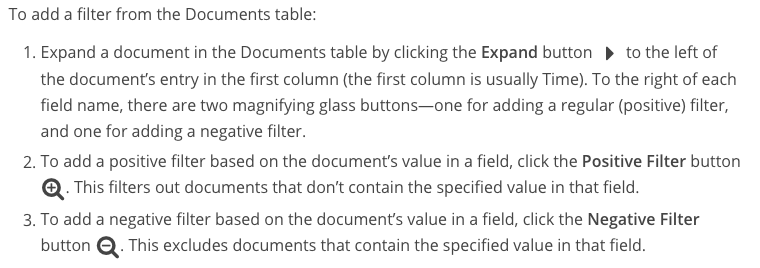 To add a filter from the Documents table:
1. Expand a document in the Documents table by clicking the Expand button to the left of
the document's entry in the first column (the first column is usually Time). To the right of each
field name, there are two magnifying glass buttons—one for adding a regular (positive) filter,
and one for adding a negative filter.
2. To add a positive filter based on the document's value in a field, click the Positive Filter button
. This filters out documents that don't contain the specified value in that field.
3. To add a negative filter based on the document's value in a field, click the Negative Filter
button . This excludes documents that contain the specified value in that field.